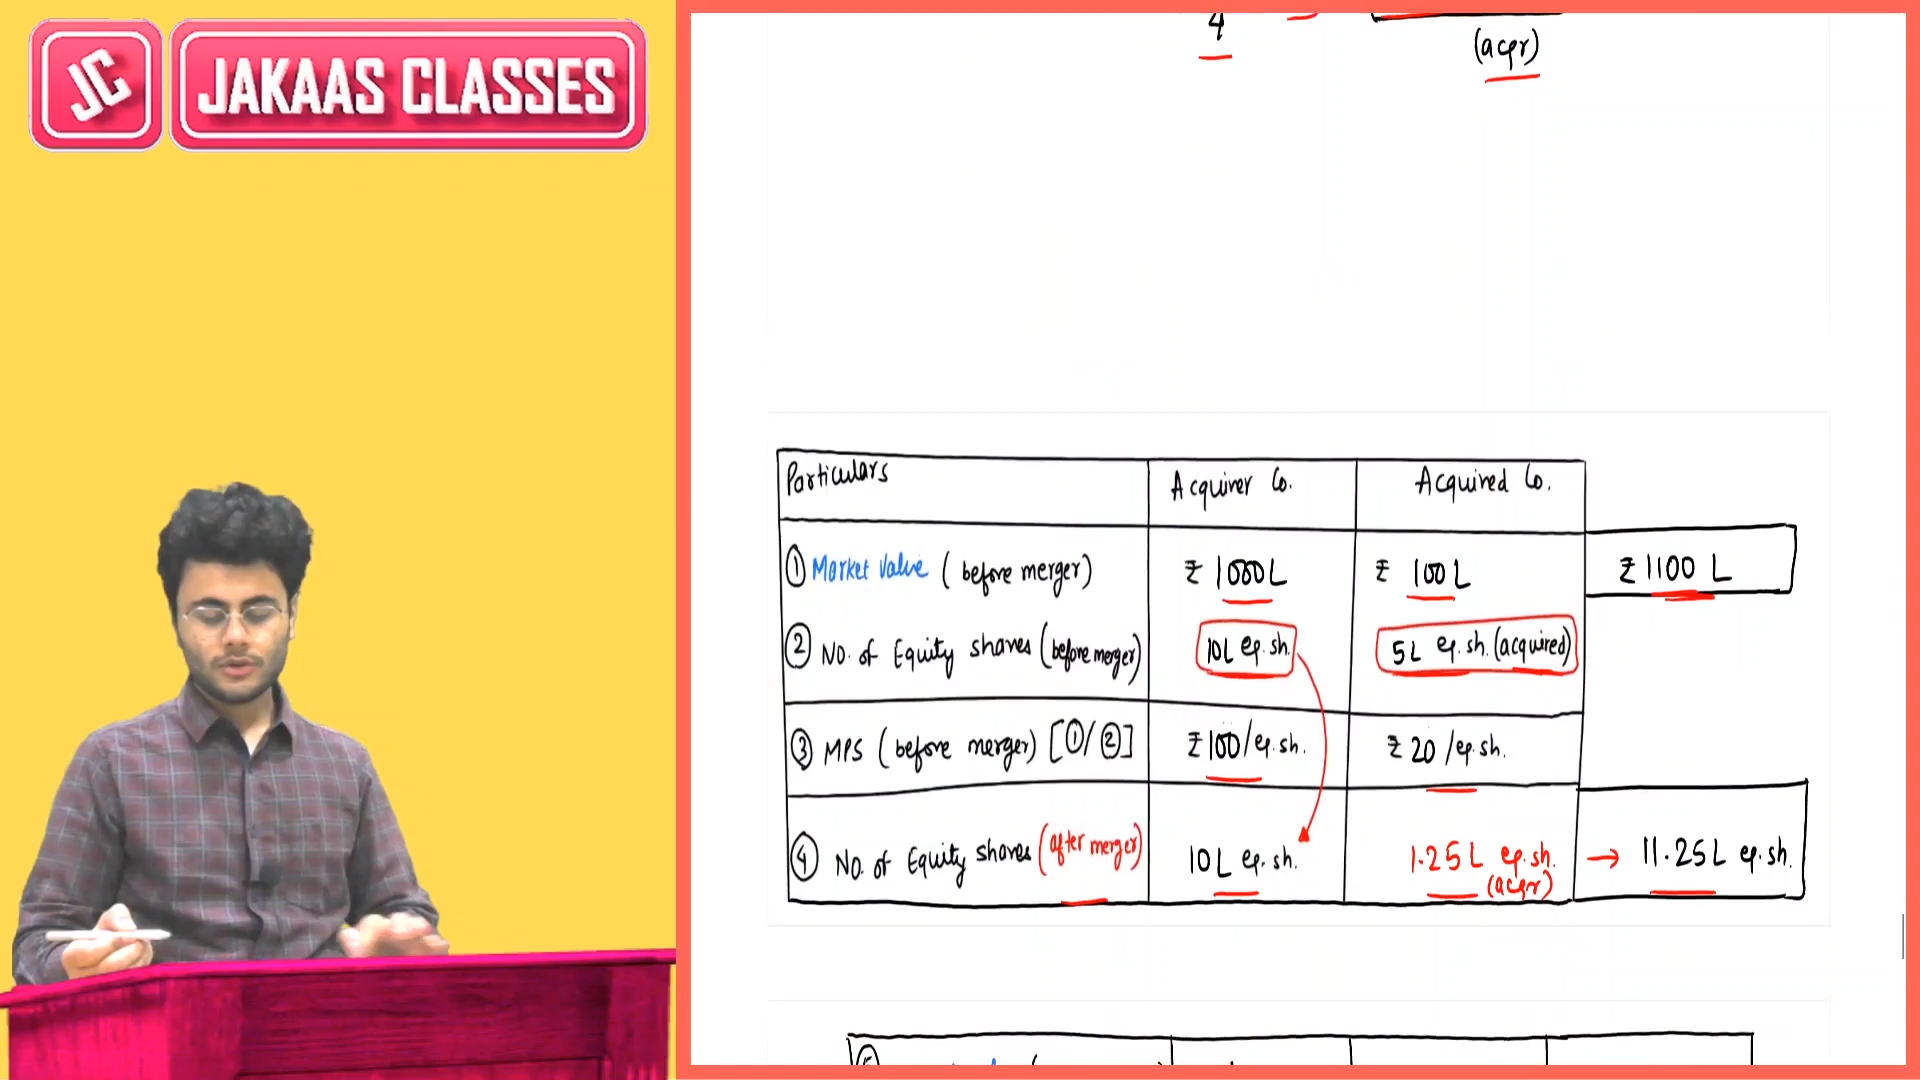 JC
JAKAAS CLASSES
4
(acqr)
Particulars
Acquirer Co.
Acquired Co.
① Market Value (before merger)
₹ 1000L
₹ 100L
₹ 1100 L
② No. of Equity shares (before merger)
10L eq. sh.
5L eq. sh. (acquired)
③ MPS (before merger) [①/②]
₹ 100/eq. sh.
₹ 20 /eq. sh.
④ No. of Equity shares (after merger)
10L eq. sh.
1.25L eq. sh.
(acqr)
→ 11.25L eq. sh.